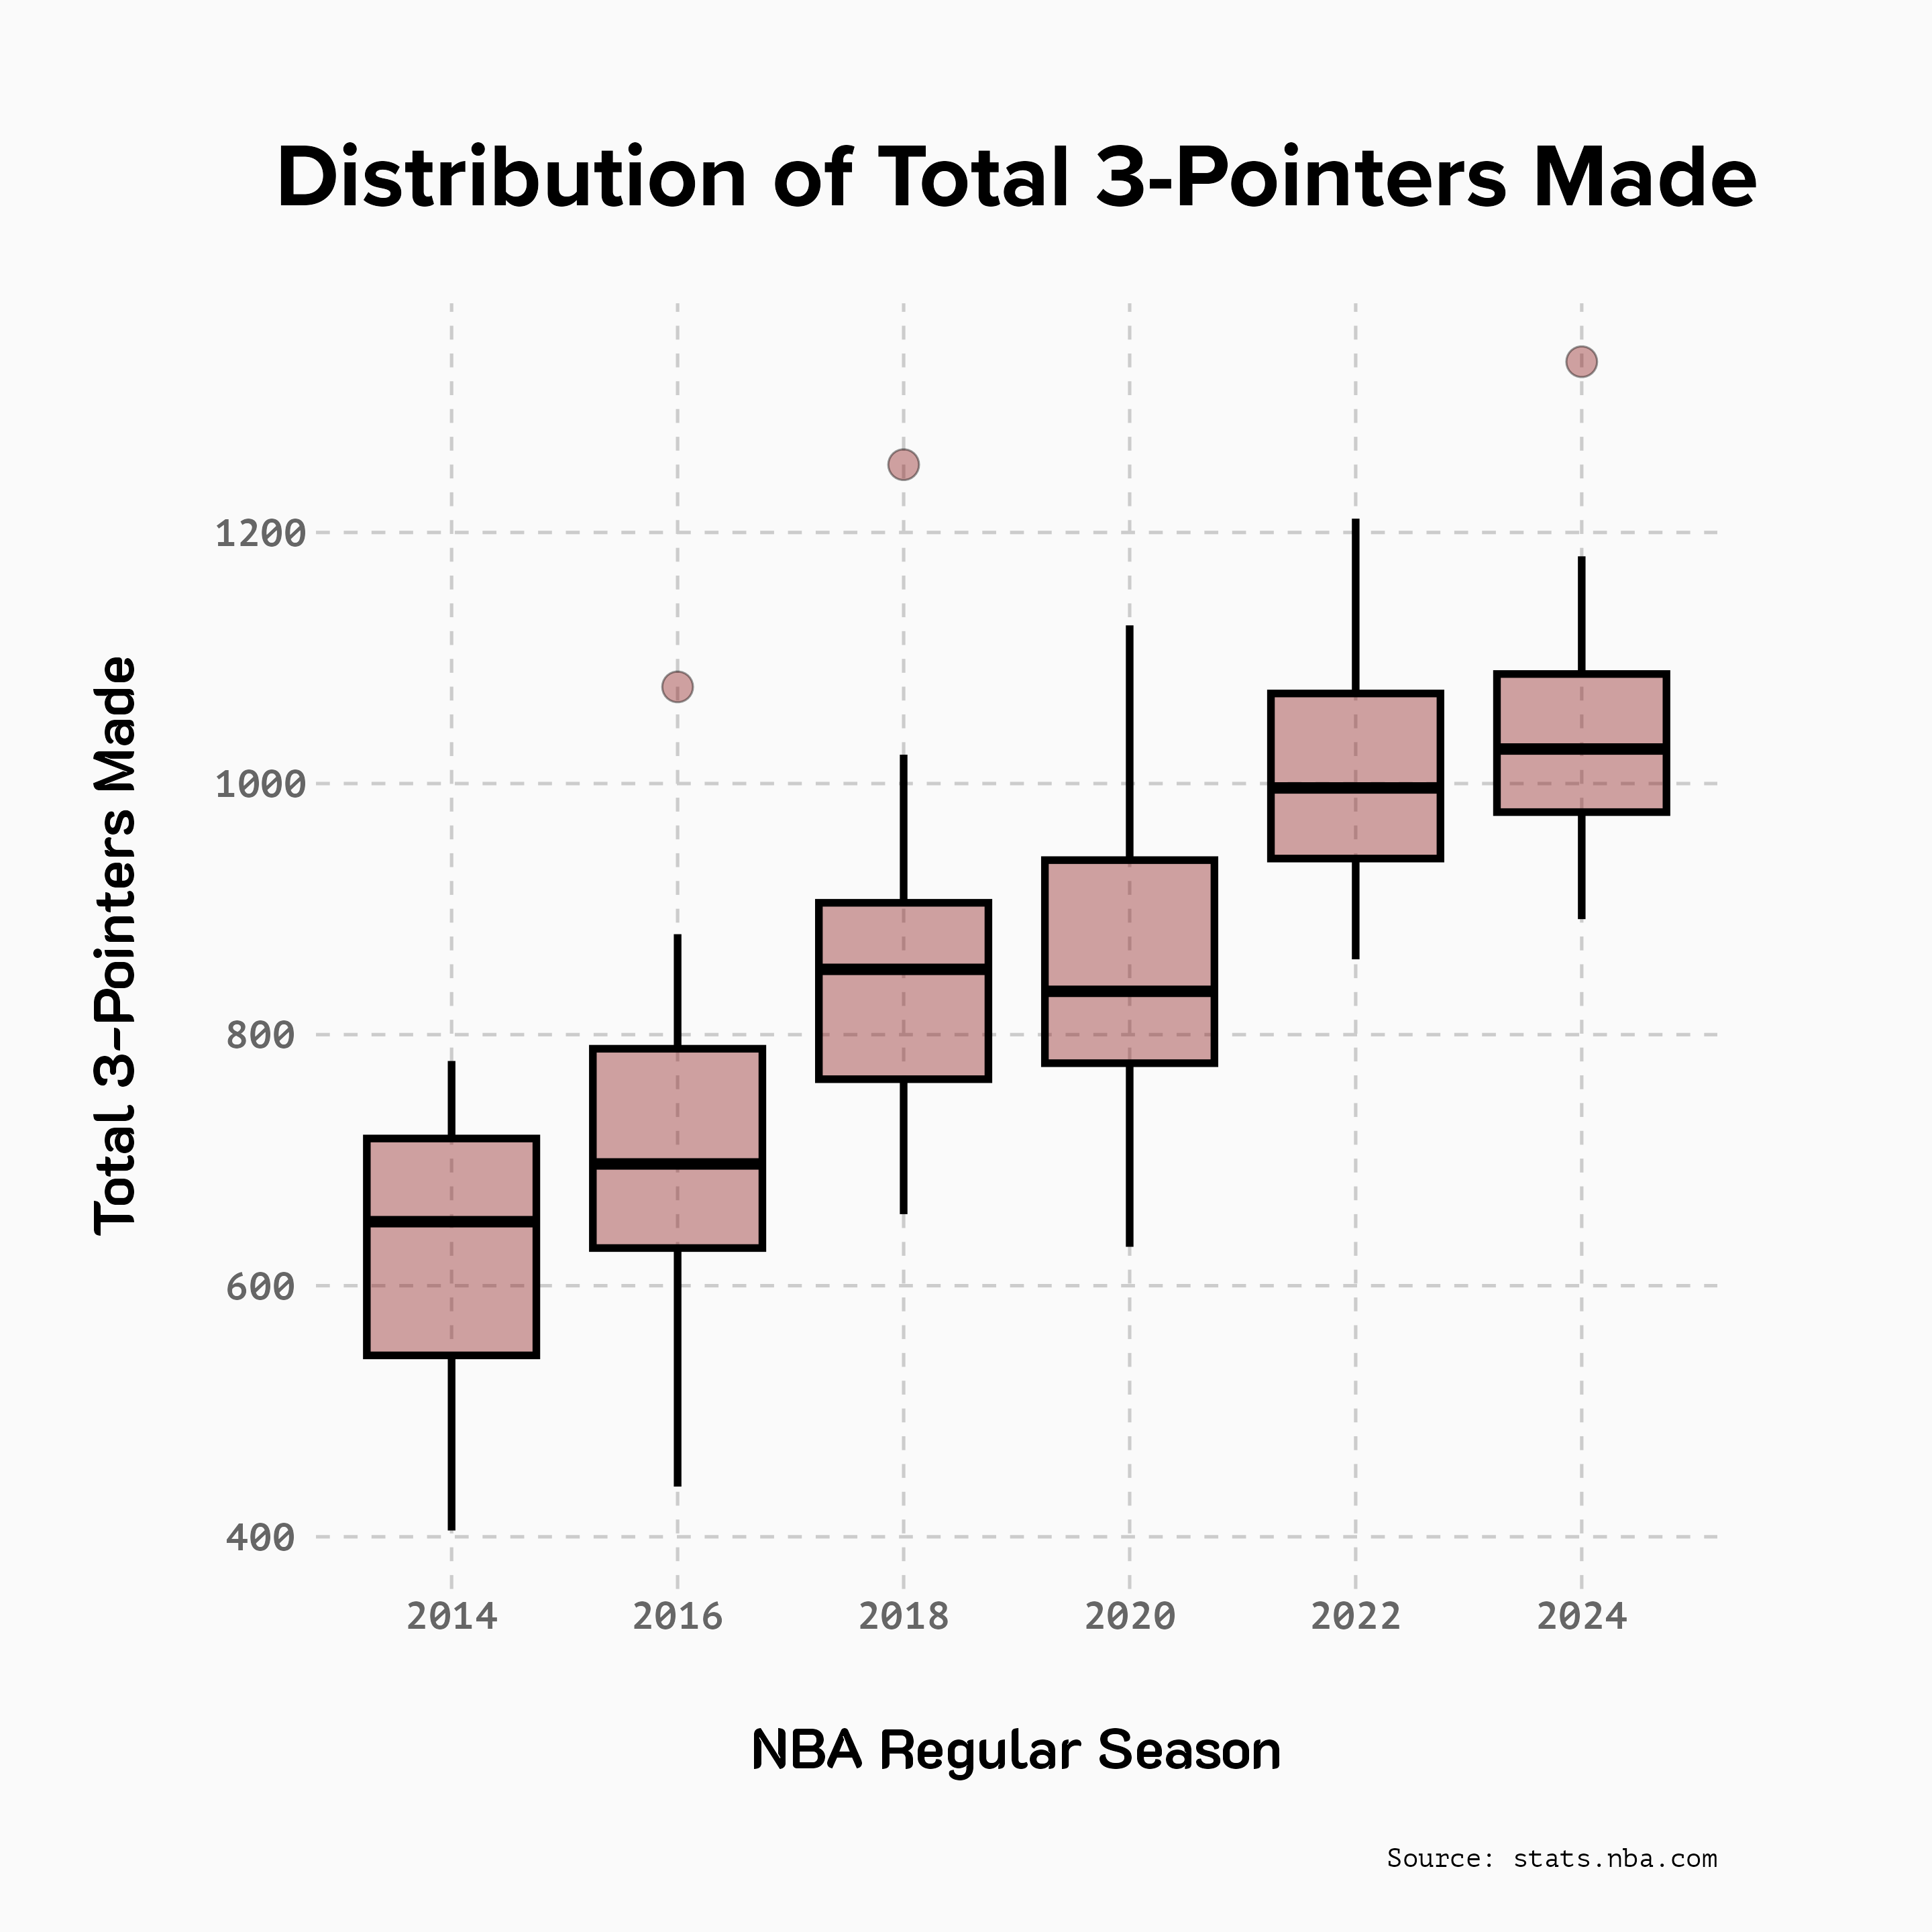 Distribution of Total 3-Pointers Made
Total 3-Pointers Made
1200
1000
800
600
400
2014 2016 2018 2020 2022 2024
NBA Regular Season
Source: stats.nba.com